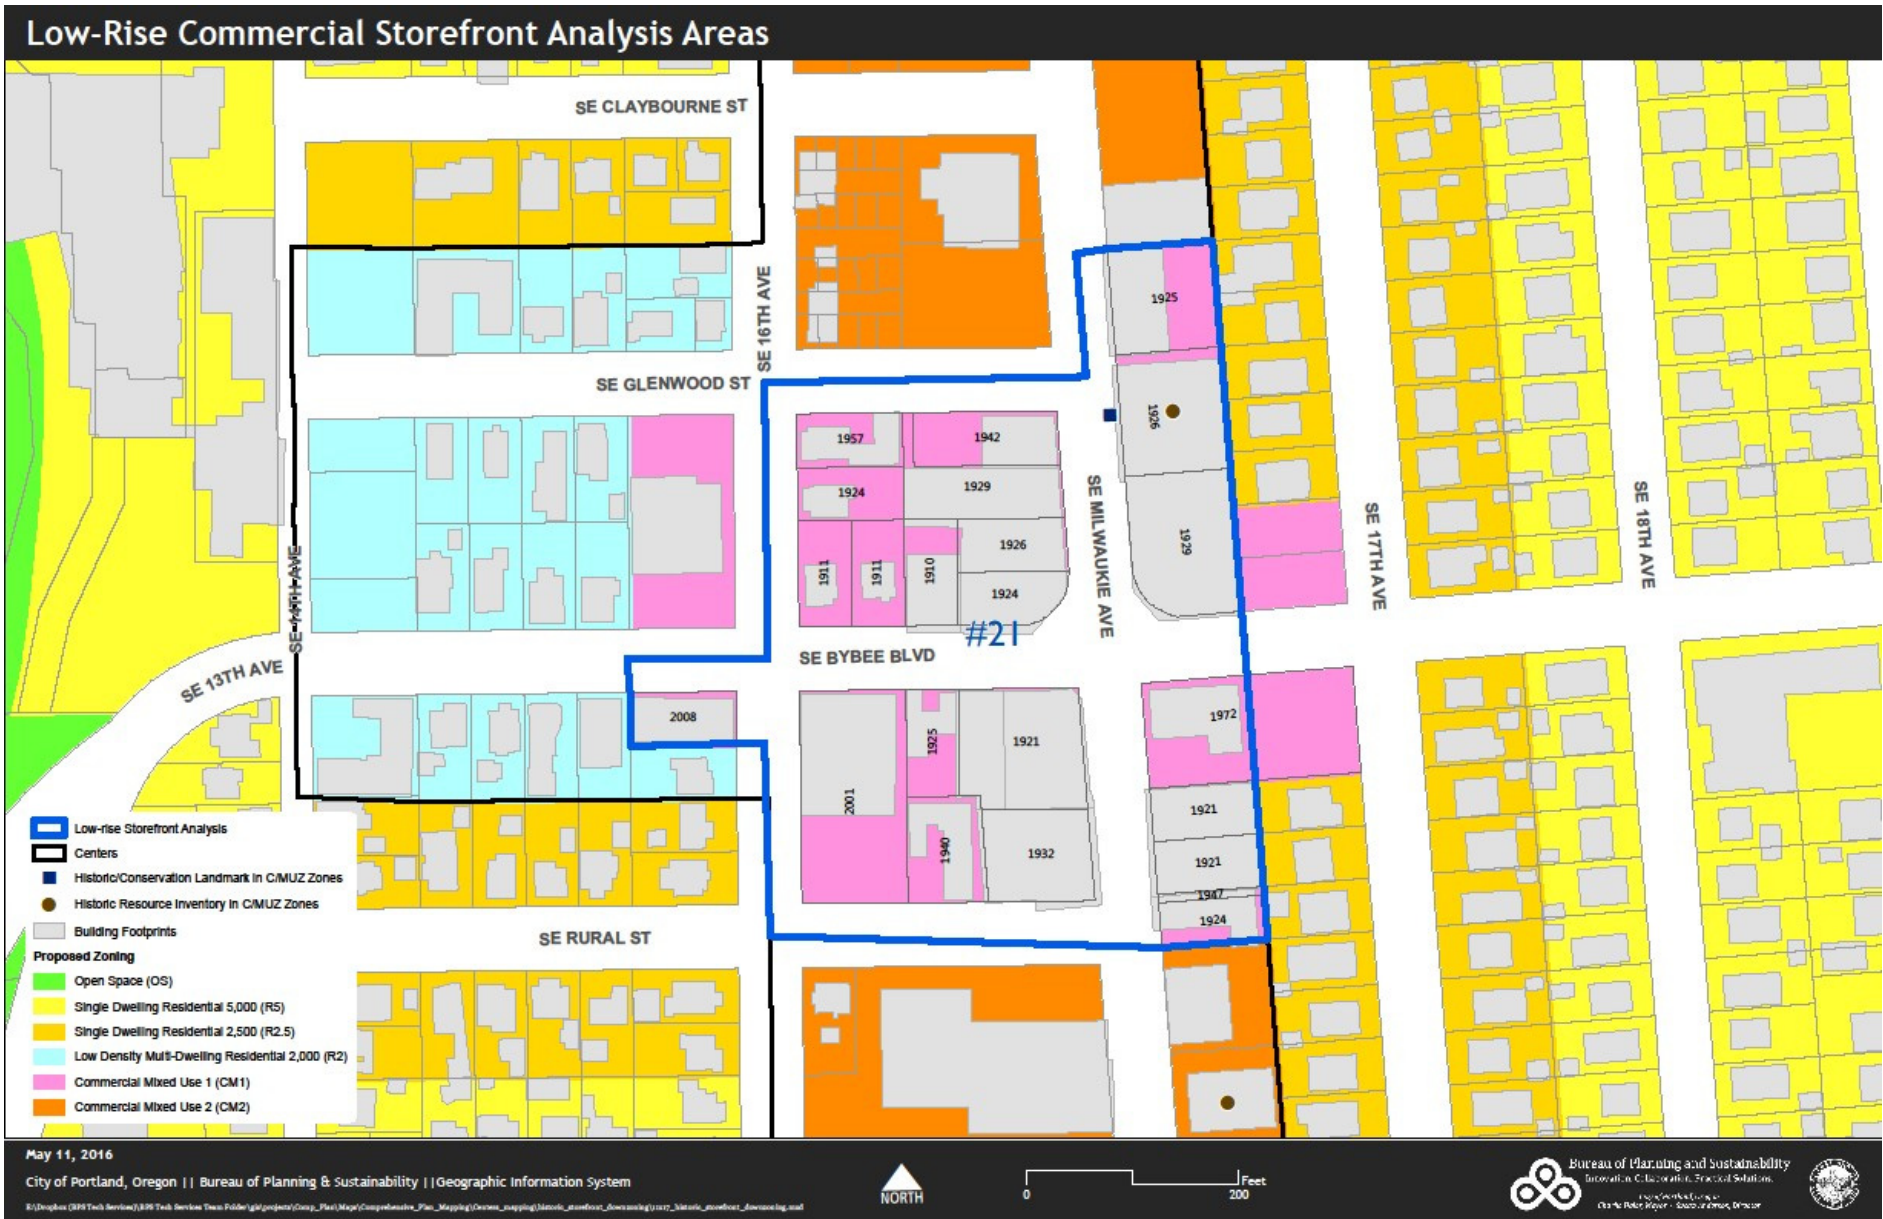 Low-Rise Commercial Storefront Analysis Areas
SE CLAYBOURNE ST
SE 16TH AVE
1925
SE GLENWOOD ST
1926
1957
1942
1924
1929
SE MILWAUKIE AVE
SE 17TH AVE
SE 18TH AVE
1926
1929
1911
1911
1910
1924
SE 14TH AVE
#21
SE BYBEE BLVD
SE 13TH AVE
2008
1972
1925
1921
2001
1921
1940
1932
1921
1947
1924
SE RURAL ST
Low-rise Storefront Analysis
Centers
Historic/Conservation Landmark in C/MUZ Zones
Historic Resource Inventory in C/MUZ Zones
Building Footprints
Proposed Zoning
Open Space (OS)
Single Dwelling Residential 5,000 (R5)
Single Dwelling Residential 2,500 (R2.5)
Low Density Multi-Dwelling Residential 2,000 (R2)
Commercial Mixed Use 1 (CM1)
Commercial Mixed Use 2 (CM2)
May 11, 2016
City of Portland, Oregon || Bureau of Planning & Sustainability ||Geographic Information System
NORTH
0
200
Feet
Bureau of Planning and Sustainability
Innovation. Collaboration. Practical Solutions.